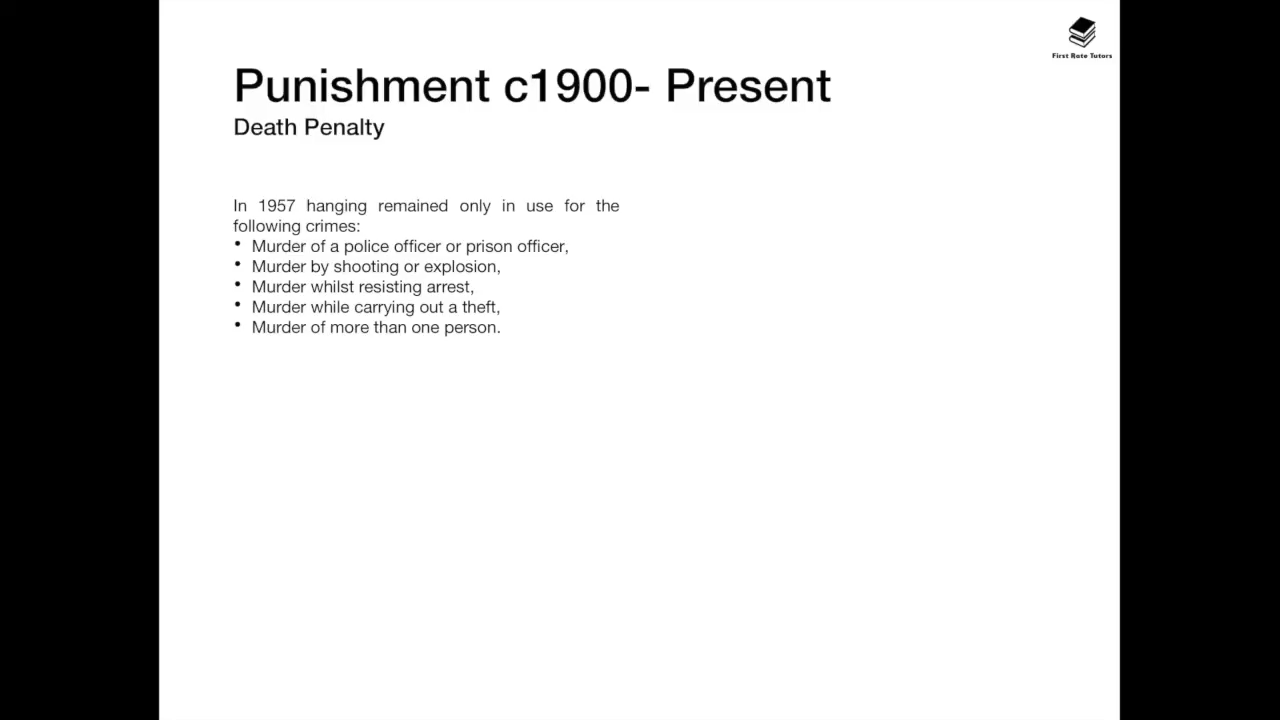 First Rate Tutors
Punishment c1900- Present
Death Penalty
In 1957 hanging remained only in use for the
following crimes:
• Murder of a police officer or prison officer,
• Murder by shooting or explosion,
• Murder whilst resisting arrest,
• Murder while carrying out a theft,
• Murder of more than one person.